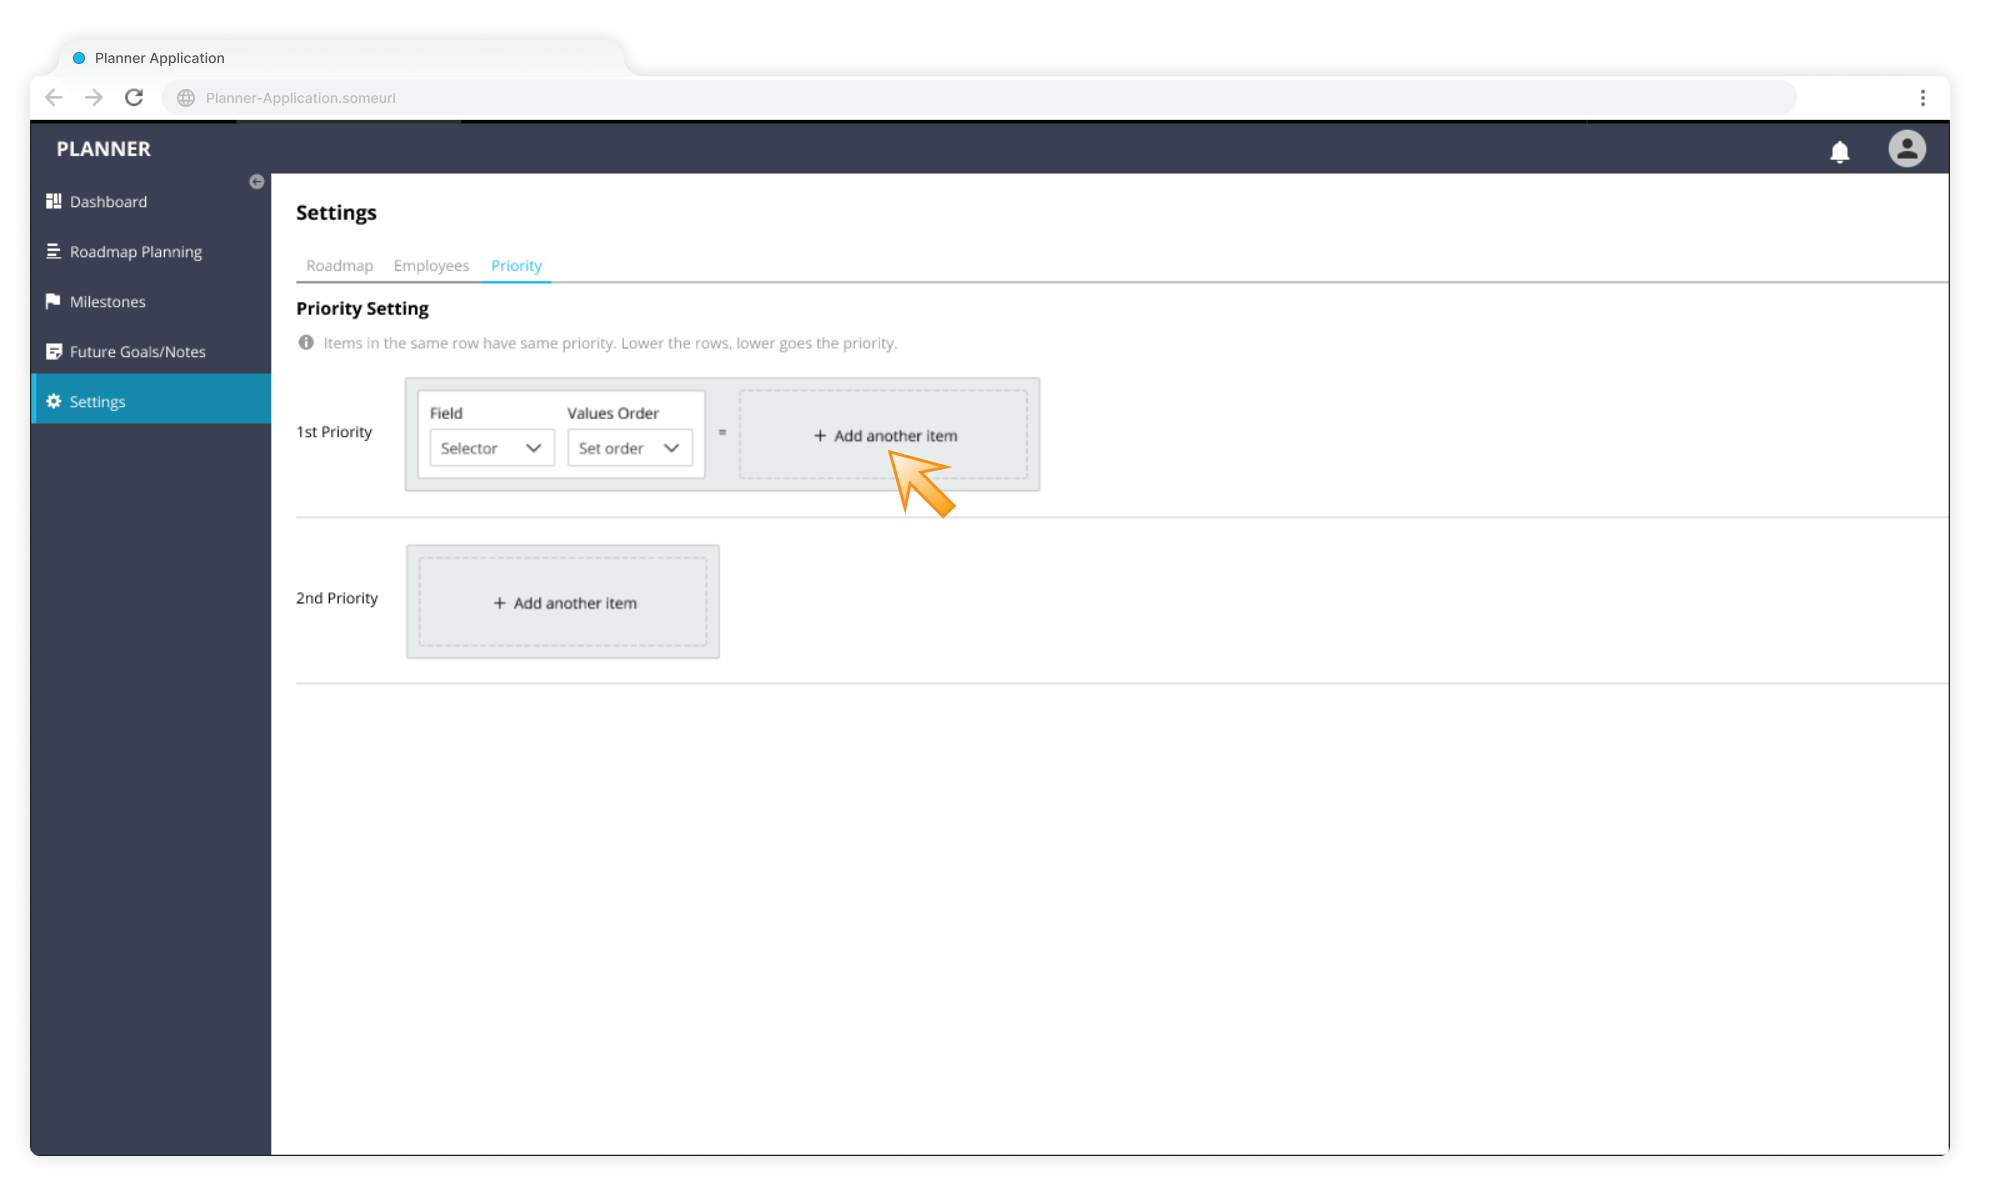 Planner Application
Planner-Application.someurl
PLANNER
Dashboard
Roadmap Planning
Milestones
Future Goals/Notes
Settings
Settings
Roadmap Employees Priority
Priority Setting
Items in the same row have same priority. Lower the rows, lower goes the priority.
1st Priority
Field Values Order
Selector Set order
=
+ Add another item
2nd Priority
+ Add another item